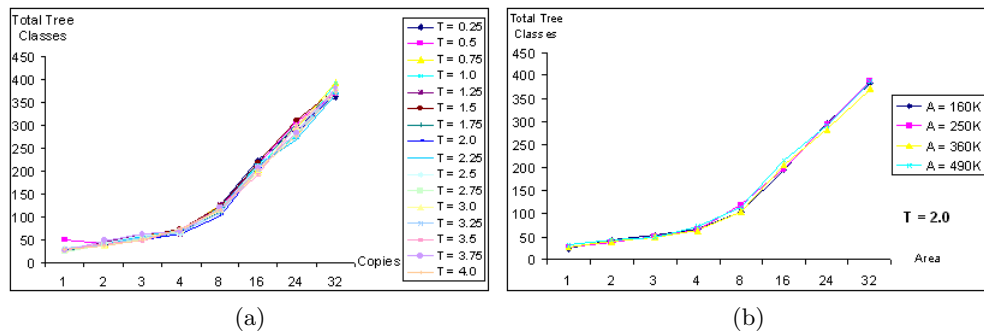 Total Tree
Classes
450
400
350
300
250
200
150
100
50
0
1 2 3 4 8 16 24 32
Copies
T = 0.25
T = 0.5
T = 0.75
T = 1.0
T = 1.25
T = 1.5
T = 1.75
T = 2.0
T = 2.25
T = 2.5
T = 2.75
T = 3.0
T = 3.25
T = 3.5
T = 3.75
T = 4.0
(a)
Total Tree
Classes
450
400
350
300
250
200
150
100
50
0
1 2 3 4 8 16 24 32
Area
A = 160K
A = 250K
A = 360K
A = 490K
T = 2.0
(b)